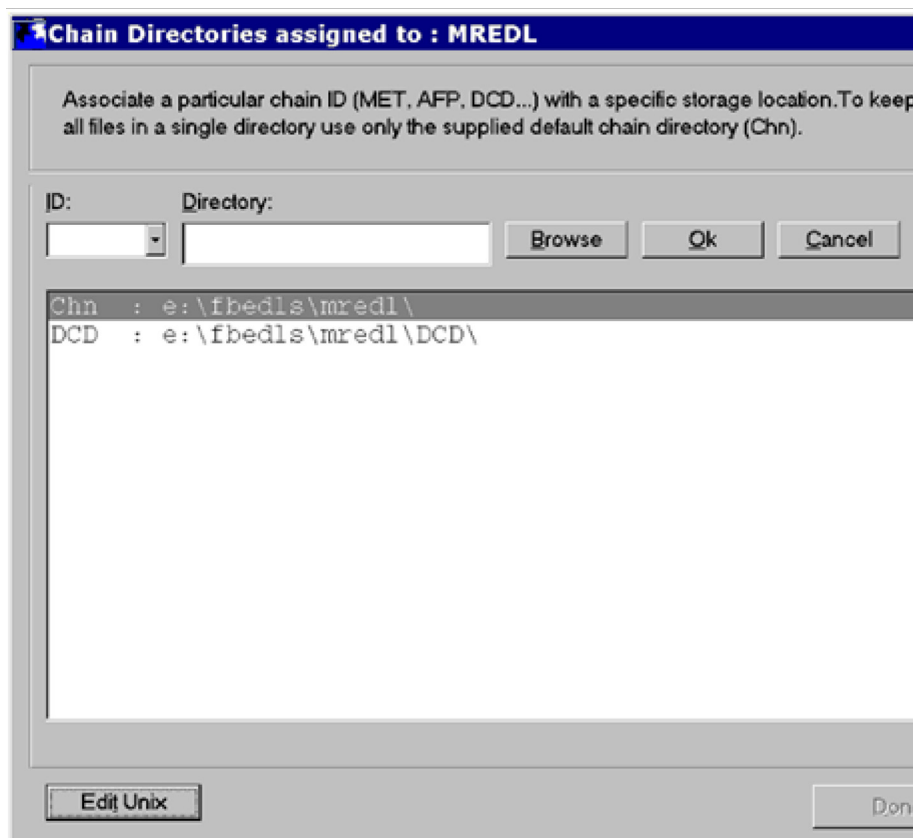 Chain Directories assigned to : MREDL
Associate a particular chain ID (MET, AFP, DCD...) with a specific storage location.To keep
all files in a single directory use only the supplied default chain directory (Chn).
ID: Directory:
Browse Ok Cancel
Chn : e:\fbedls\mredl\
DCD : e:\fbedls\mredl\DCD\
Edit Unix Don